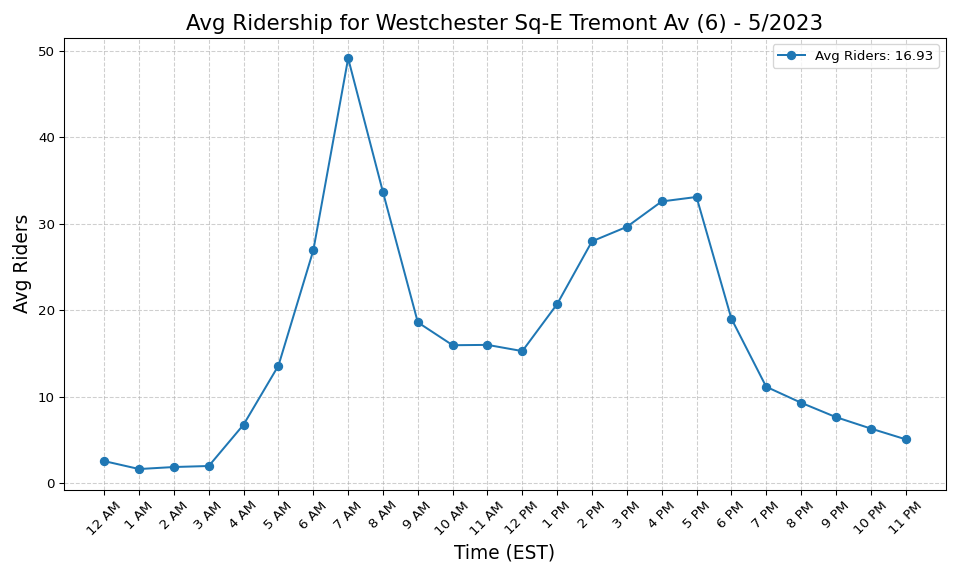 Avg Ridership for Westchester Sq-E Tremont Av (6) - 5/2023
Avg Riders: 16.93
Avg Riders
50
40
30
20
10
0
12 AM
1 AM
2 AM
3 AM
4 AM
5 AM
6 AM
7 AM
8 AM
9 AM
10 AM
11 AM
12 PM
1 PM
2 PM
3 PM
4 PM
5 PM
6 PM
7 PM
8 PM
9 PM
10 PM
11 PM
Time (EST)